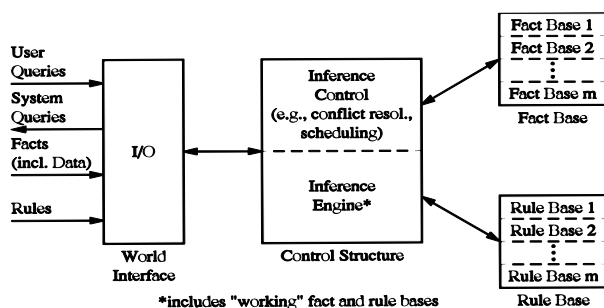 User
Queries
System
Queries
Facts
(incl. Data)
Rules
I/O
World
Interface
Inference
Control
(e.g., conflict resol.,
scheduling)
Inference
Engine*
Control Structure
Fact Base 1
Fact Base 2
Fact Base m
Fact Base
Rule Base 1
Rule Base 2
Rule Base m
Rule Base
*includes "working" fact and rule bases